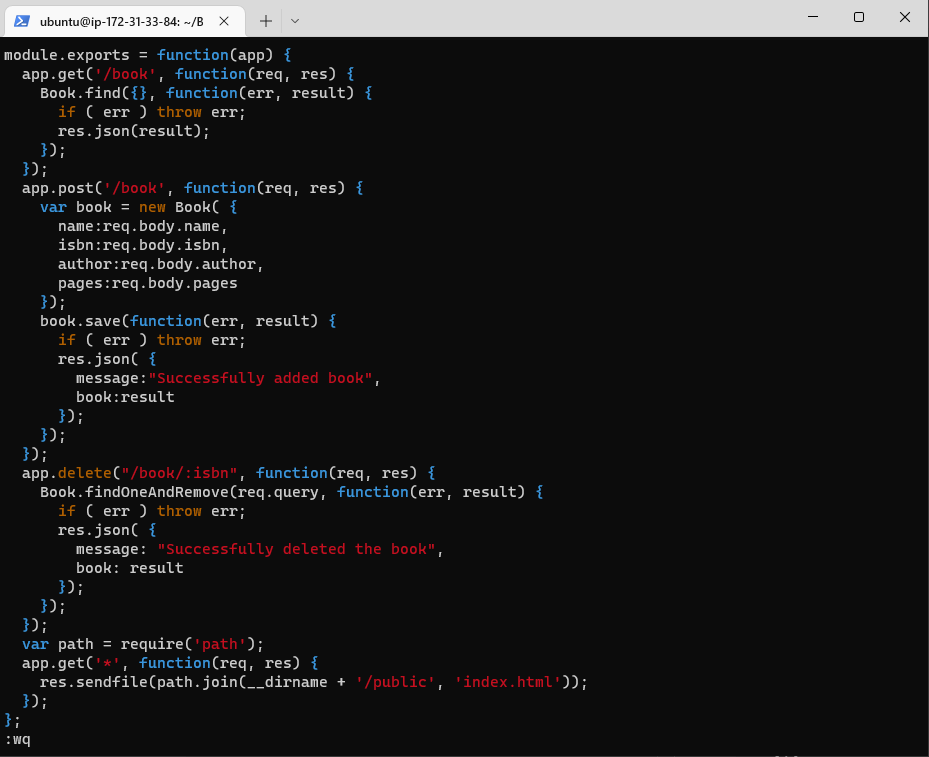 ubuntu@ip-172-31-33-84: ~/B
module.exports = function(app) {
  app.get('/book', function(req, res) {
    Book.find({}, function(err, result) {
      if ( err ) throw err;
      res.json(result);
    });
  });
  app.post('/book', function(req, res) {
    var book = new Book( {
      name:req.body.name,
      isbn:req.body.isbn,
      author:req.body.author,
      pages:req.body.pages
    });
    book.save(function(err, result) {
      if ( err ) throw err;
      res.json( {
        message:"Successfully added book",
        book:result
      });
    });
  });
  app.delete("/book/:isbn", function(req, res) {
    Book.findOneAndRemove(req.query, function(err, result) {
      if ( err ) throw err;
      res.json( {
        message: "Successfully deleted the book",
        book: result
      });
    });
  });
  var path = require('path');
  app.get('*', function(req, res) {
    res.sendfile(path.join(__dirname + '/public', 'index.html'));
  });
};
:wq